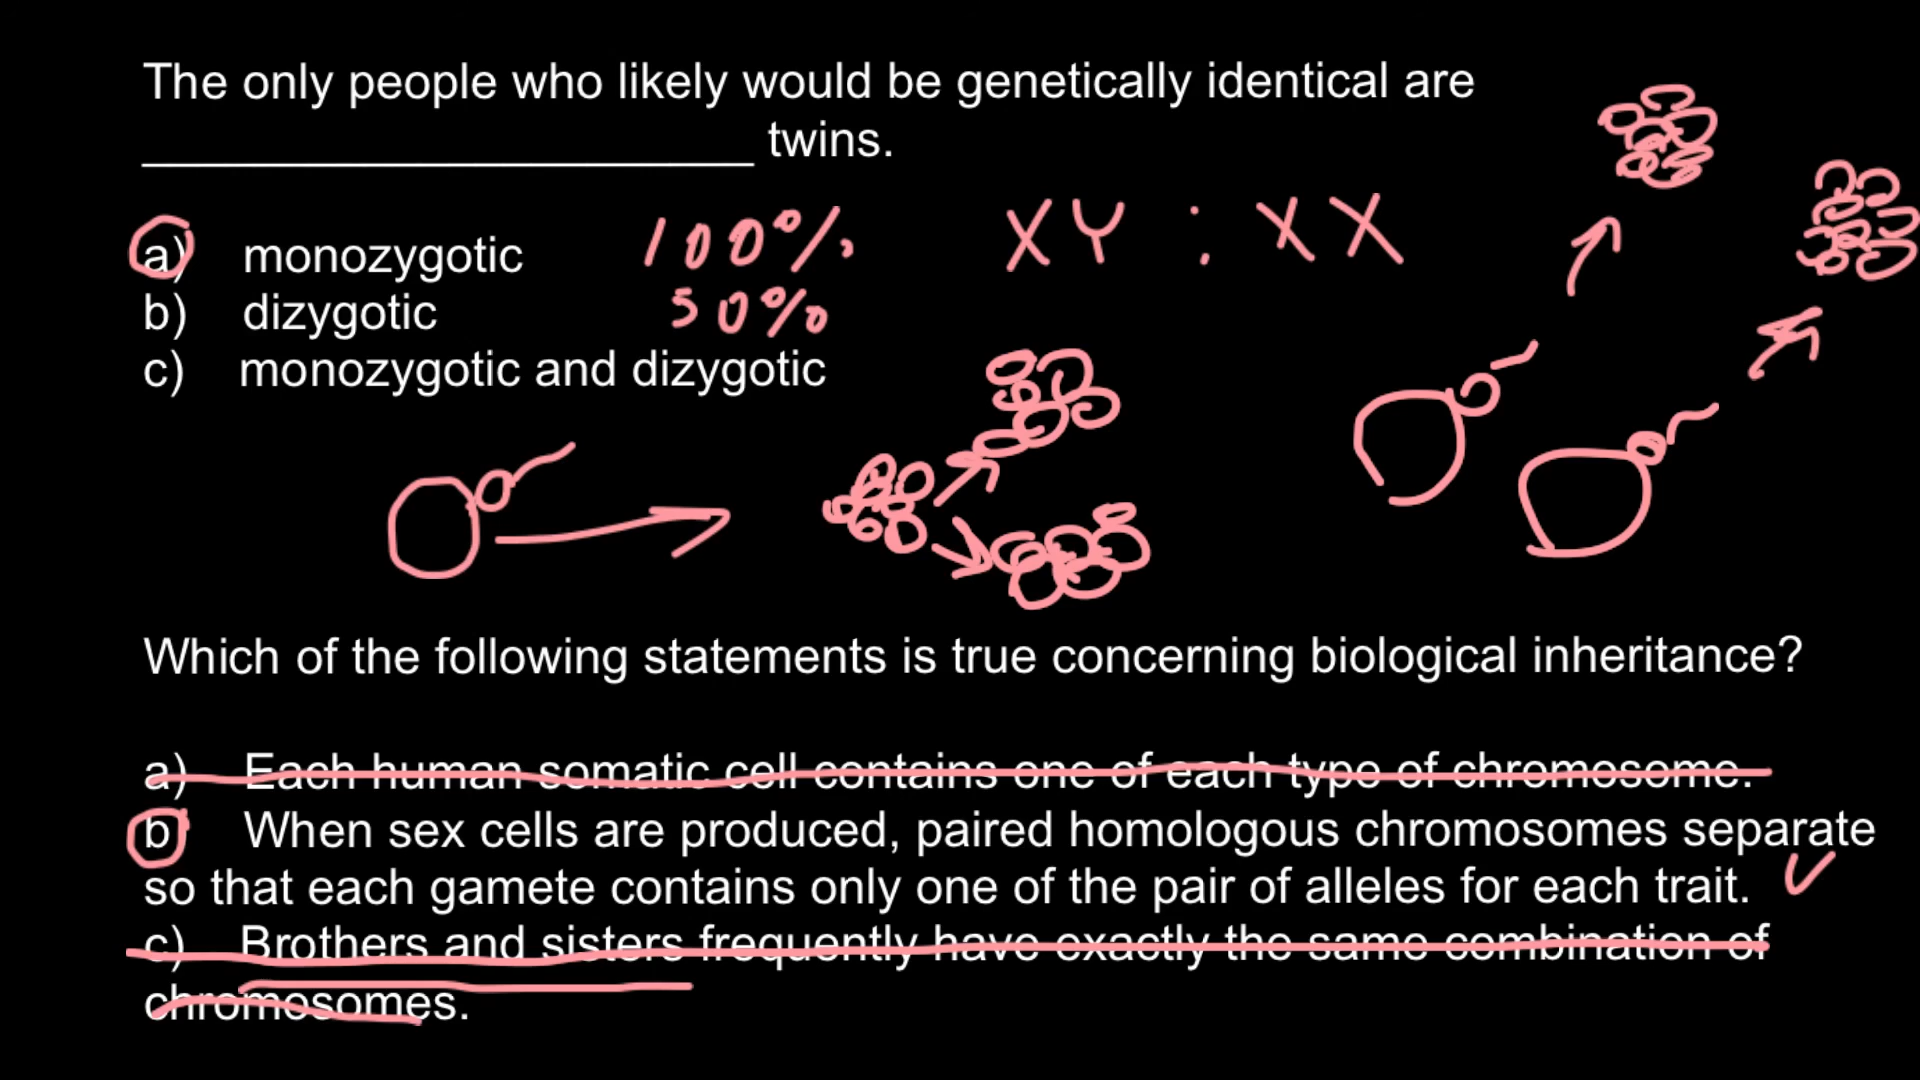 The only people who likely would be genetically identical are
______________________ twins.
a) monozygotic 100% XY : XX
b) dizygotic 50%
c) monozygotic and dizygotic
Which of the following statements is true concerning biological inheritance?
a) Each human somatic cell contains one of each type of chromosome.
b) When sex cells are produced, paired homologous chromosomes separate
so that each gamete contains only one of the pair of alleles for each trait.
c) Brothers and sisters frequently have exactly the same combination of
chromosomes.